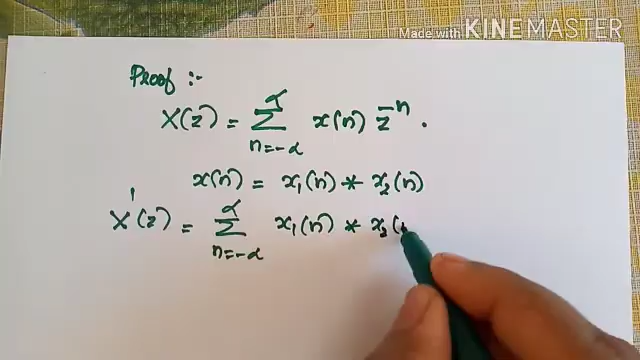 Made with KINEMASTER
Proof :-
X(z) = ∑ₙ₌₋∝^∝ x(n) z⁻ⁿ .
x(n) = x₁(n) * x₂(n)
X'(z) = ∑ₙ₌₋∝^∝ x₁(n) * x₂(